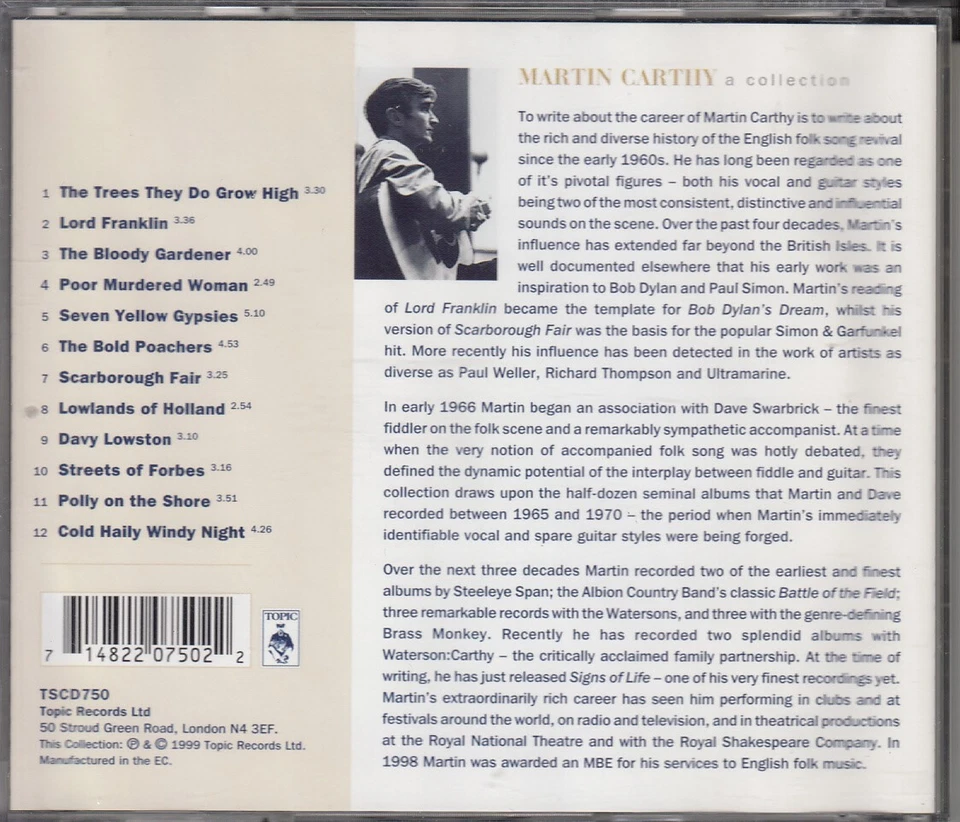 1 The Trees They Do Grow High 3.30
2 Lord Franklin 3.36
3 The Bloody Gardener 4.00
4 Poor Murdered Woman 2.49
5 Seven Yellow Gypsies 5.10
6 The Bold Poachers 4.53
7 Scarborough Fair 3.25
8 Lowlands of Holland 2.54
9 Davy Lowston 3.10
10 Streets of Forbes 3.16
11 Polly on the Shore 3.51
12 Cold Haily Windy Night 4.26
7 14822 07502 2
TOPIC
TSCD750
Topic Records Ltd
50 Stroud Green Road, London N4 3EF.
This Collection: ℗ & © 1999 Topic Records Ltd.
Manufactured in the EC.
MARTIN CARTHY a collection
To write about the career of Martin Carthy is to write about
the rich and diverse history of the English folk song revival
since the early 1960s. He has long been regarded as one
of it's pivotal figures – both his vocal and guitar styles
being two of the most consistent, distinctive and influential
sounds on the scene. Over the past four decades, Martin's
influence has extended far beyond the British Isles. It is
well documented elsewhere that his early work was an
inspiration to Bob Dylan and Paul Simon. Martin's reading
of Lord Franklin became the template for Bob Dylan's Dream, whilst his
version of Scarborough Fair was the basis for the popular Simon & Garfunkel
hit. More recently his influence has been detected in the work of artists as
diverse as Paul Weller, Richard Thompson and Ultramarine.
In early 1966 Martin began an association with Dave Swarbrick – the finest
fiddler on the folk scene and a remarkably sympathetic accompanist. At a time
when the very notion of accompanied folk song was hotly debated, they
defined the dynamic potential of the interplay between fiddle and guitar. This
collection draws upon the half-dozen seminal albums that Martin and Dave
recorded between 1965 and 1970 – the period when Martin's immediately
identifiable vocal and spare guitar styles were being forged.
Over the next three decades Martin recorded two of the earliest and finest
albums by Steeleye Span; the Albion Country Band's classic Battle of the Field;
three remarkable records with the Watersons, and three with the genre-defining
Brass Monkey. Recently he has recorded two splendid albums with
Waterson:Carthy – the critically acclaimed family partnership. At the time of
writing, he has just released Signs of Life – one of his very finest recordings yet.
Martin's extraordinarily rich career has seen him performing in clubs and at
festivals around the world, on radio and television, and in theatrical productions
at the Royal National Theatre and with the Royal Shakespeare Company. In
1998 Martin was awarded an MBE for his services to English folk music.